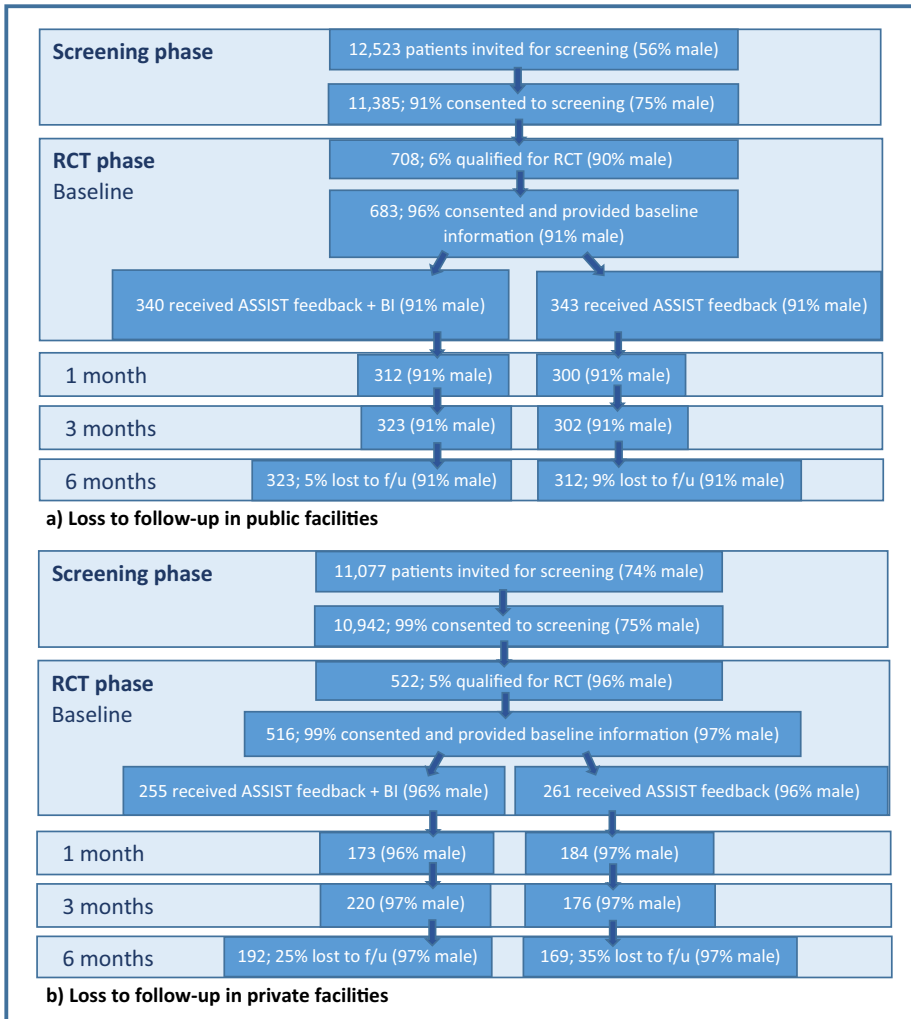 Screening phase
12,523 patients invited for screening (56% male)
11,385; 91% consented to screening (75% male)
RCT phase
Baseline
708; 6% qualified for RCT (90% male)
683; 96% consented and provided baseline
information (91% male)
340 received ASSIST feedback + BI (91% male)
343 received ASSIST feedback (91% male)
1 month
312 (91% male)
300 (91% male)
3 months
323 (91% male)
302 (91% male)
6 months
323; 5% lost to f/u (91% male)
312; 9% lost to f/u (91% male)
a) Loss to follow-up in public facilities
Screening phase
11,077 patients invited for screening (74% male)
10,942; 99% consented to screening (75% male)
RCT phase
Baseline
522; 5% qualified for RCT (96% male)
516; 99% consented and provided baseline information (97% male)
255 received ASSIST feedback + BI (96% male)
261 received ASSIST feedback (96% male)
1 month
173 (96% male)
184 (97% male)
3 months
220 (97% male)
176 (97% male)
6 months
192; 25% lost to f/u (97% male)
169; 35% lost to f/u (97% male)
b) Loss to follow-up in private facilities